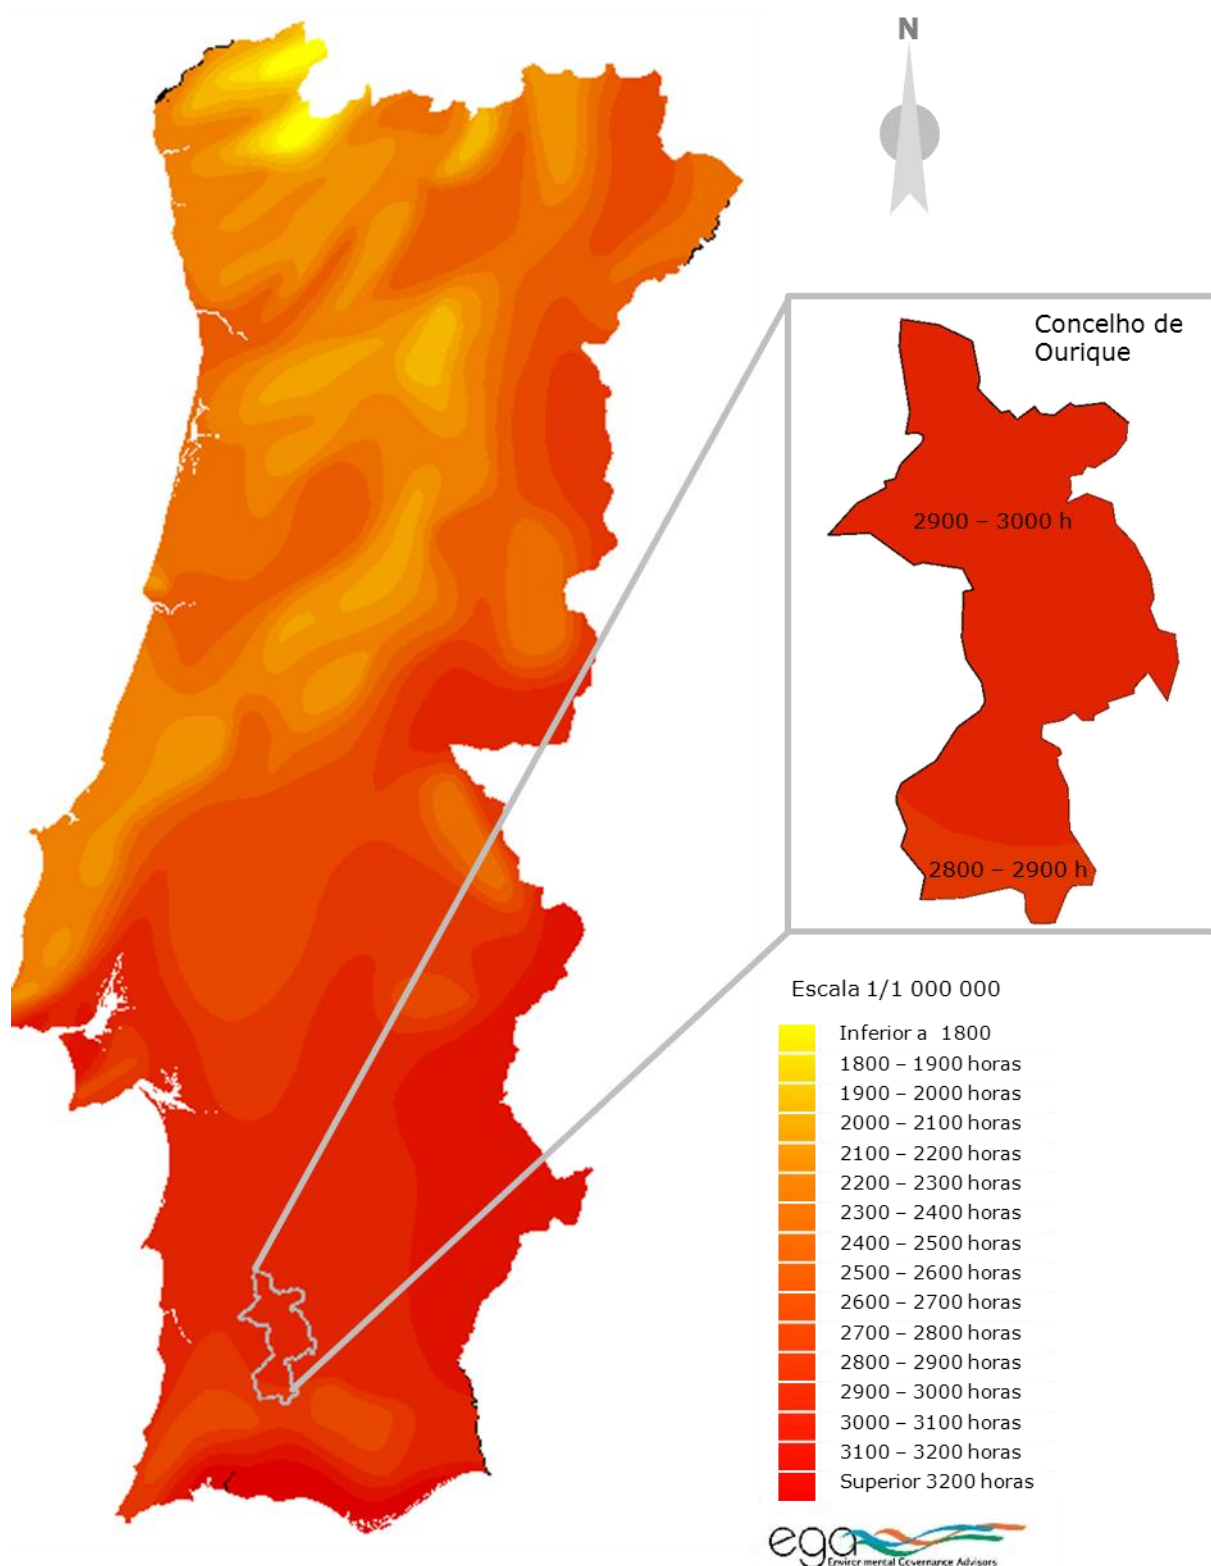 N
Concelho de
Ourique
2900 – 3000 h
2800 – 2900 h
Escala 1/1 000 000
Inferior a 1800
1800 – 1900 horas
1900 – 2000 horas
2000 – 2100 horas
2100 – 2200 horas
2200 – 2300 horas
2300 – 2400 horas
2400 – 2500 horas
2500 – 2600 horas
2600 – 2700 horas
2700 – 2800 horas
2800 – 2900 horas
2900 – 3000 horas
3000 – 3100 horas
3100 – 3200 horas
Superior 3200 horas
ega
Environmental Governance Advisors